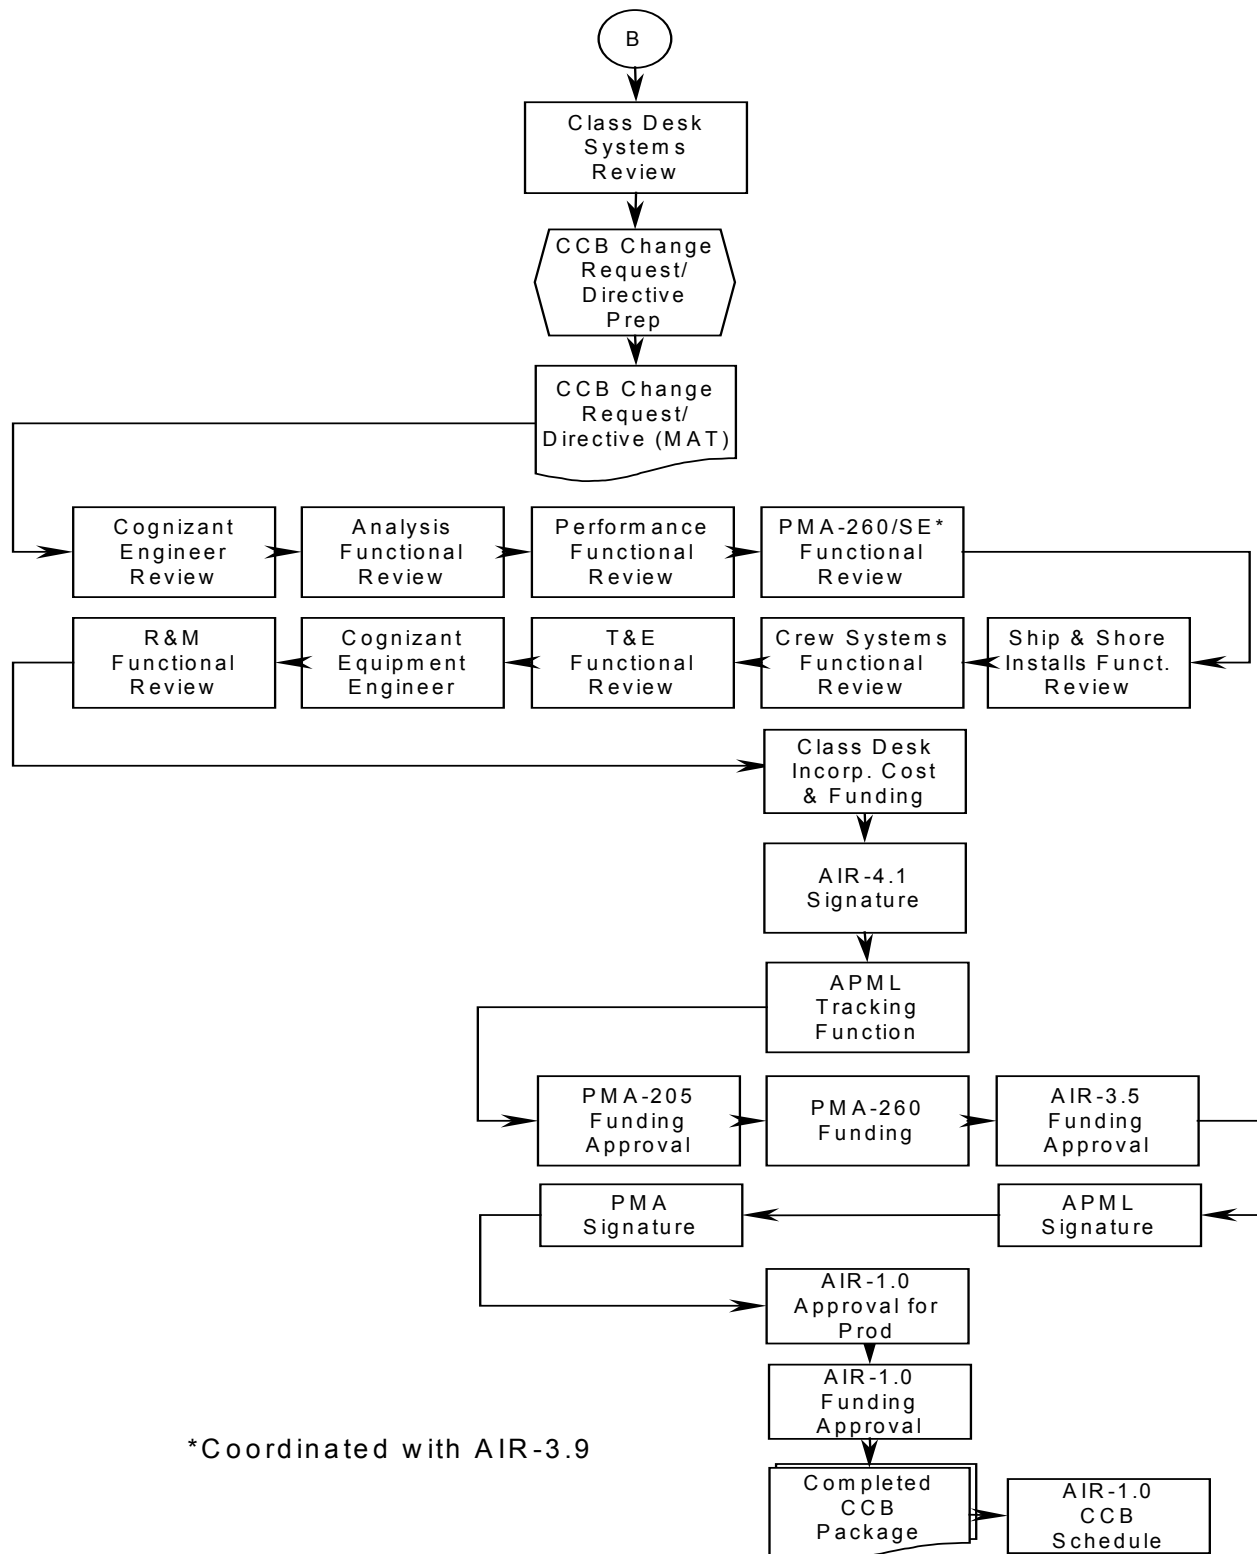 B
Class Desk
Systems
Review
CCB Change
Request/
Directive
Prep
CCB Change
Request/
Directive (MAT)
Cognizant
Engineer
Review
Analysis
Functional
Review
Performance
Functional
Review
PMA-260/SE*
Functional
Review
R&M
Functional
Review
Cognizant
Equipment
Engineer
T&E
Functional
Review
Crew Systems
Functional
Review
Ship & Shore
Installs Funct.
Review
Class Desk
Incorp. Cost
& Funding
AIR-4.1
Signature
APML
Tracking
Function
PMA-205
Funding
Approval
PMA-260
Funding
AIR-3.5
Funding
Approval
PMA
Signature
APML
Signature
AIR-1.0
Approval for
Prod
AIR-1.0
Funding
Approval
*Coordinated with AIR-3.9
Completed
CCB
Package
AIR-1.0
CCB
Schedule